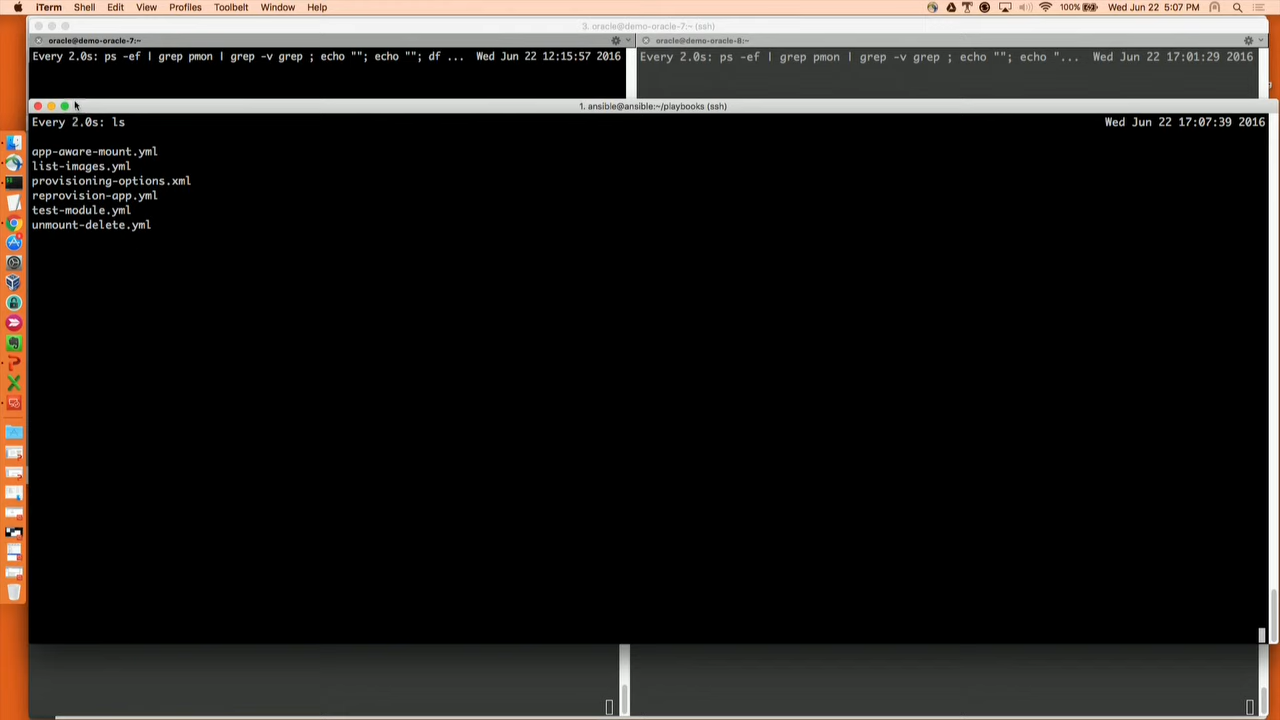 iTerm Shell Edit View Profiles Toolbelt Window Help 100% Wed Jun 22 5:07 PM
3. oracle@demo-oracle-7:~ (ssh)
oracle@demo-oracle-7:~ oracle@demo-oracle-8:~
Every 2.0s: ps -ef | grep pmon | grep -v grep ; echo ""; echo ""; df ... Wed Jun 22 12:15:57 2016
Every 2.0s: ps -ef | grep pmon | grep -v grep ; echo ""; echo "... Wed Jun 22 17:01:29 2016
1. ansible@ansible:~/playbooks (ssh)
Every 2.0s: ls Wed Jun 22 17:07:39 2016
app-aware-mount.yml
list-images.yml
provisioning-options.xml
reprovision-app.yml
test-module.yml
unmount-delete.yml